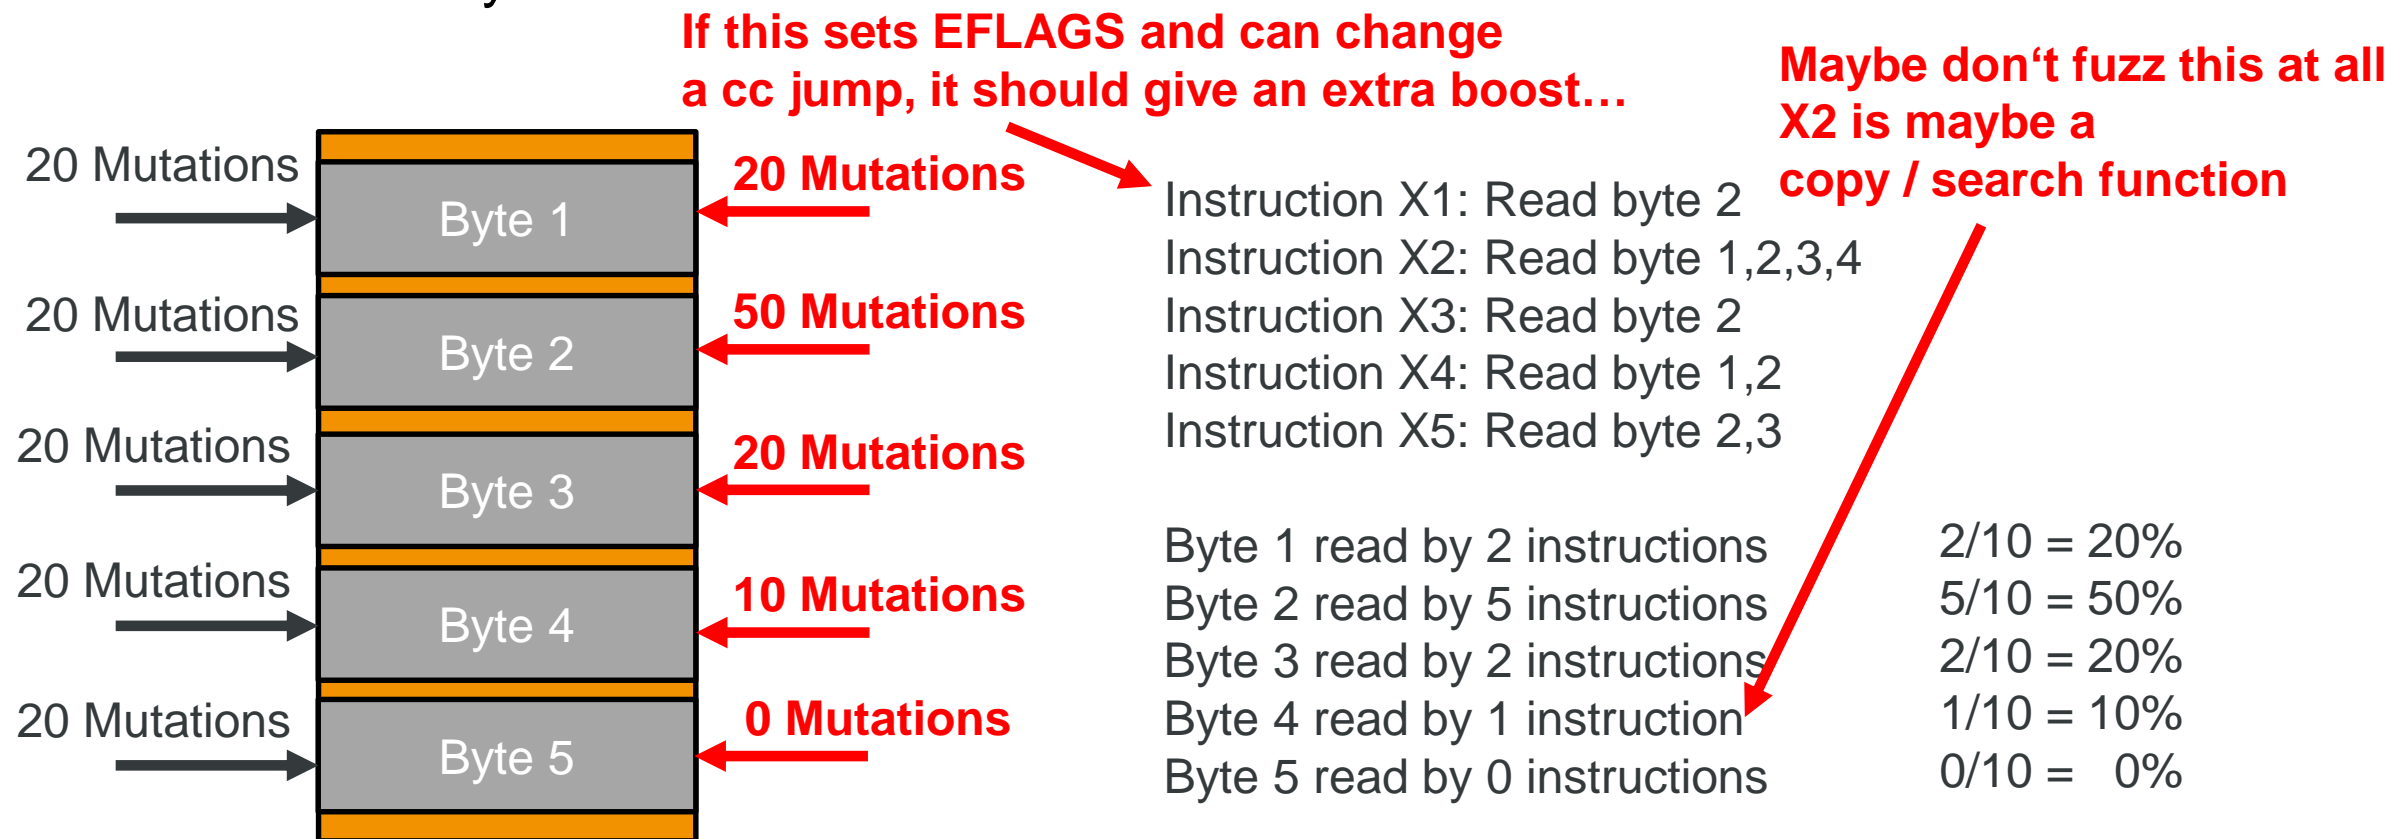 If this sets EFLAGS and can change
a cc jump, it should give an extra boost…
Maybe don‘t fuzz this at all
X2 is maybe a
copy / search function
20 Mutations
20 Mutations
20 Mutations
20 Mutations
20 Mutations
Byte 1
Byte 2
Byte 3
Byte 4
Byte 5
20 Mutations
50 Mutations
20 Mutations
10 Mutations
0 Mutations
Instruction X1: Read byte 2
Instruction X2: Read byte 1,2,3,4
Instruction X3: Read byte 2
Instruction X4: Read byte 1,2
Instruction X5: Read byte 2,3
Byte 1 read by 2 instructions 2/10 = 20%
Byte 2 read by 5 instructions 5/10 = 50%
Byte 3 read by 2 instructions 2/10 = 20%
Byte 4 read by 1 instruction 1/10 = 10%
Byte 5 read by 0 instructions 0/10 = 0%